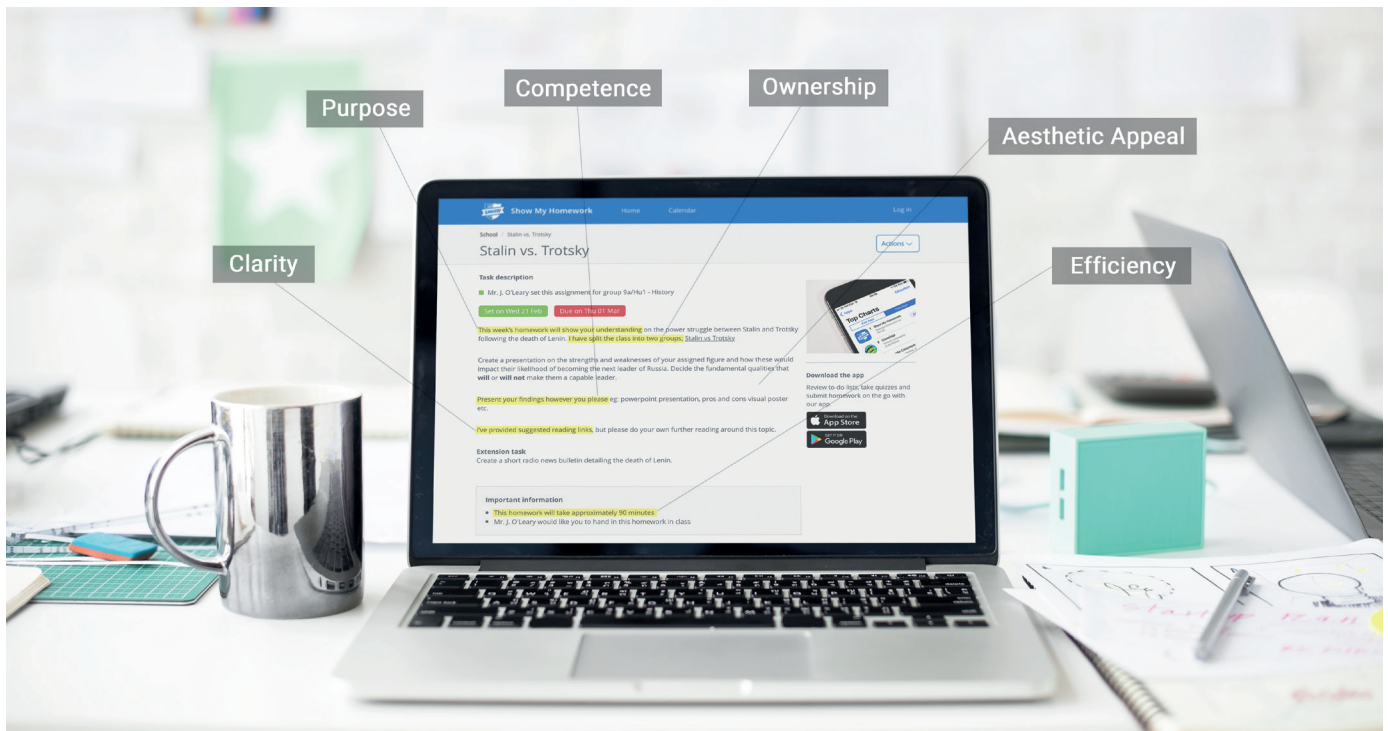 Competence
Ownership
Purpose
Aesthetic Appeal
Clarity
Efficiency
Show My Homework
Home
Calendar
Log in
School / Stalin vs. Trotsky
Stalin vs. Trotsky
Actions
Task description
Mr. J. O'Leary set this assignment for group 9a/Hu1 - History
Set on Wed 21 Feb
Due on Thu 01 Mar
This week's homework will show your understanding on the power struggle between Stalin and Trotsky
following the death of Lenin. I have split the class into two groups; Stalin vs Trotsky
Create a presentation on the strengths and weaknesses of your assigned figure and how these would
impact their likelihood of becoming the next leader of Russia. Decide the fundamental qualities that
will or will not make them a capable leader.
Present your findings however you please eg: powerpoint presentation, pros and cons visual poster
etc.
I've provided suggested reading links, but please do your own further reading around this topic.
Extension task
Create a short radio news bulletin detailing the death of Lenin.
Important information
This homework will take approximately 90 minutes
Mr. J. O'Leary would like you to hand in this homework in class
Top Charts
Download the app
Review to-do lists, take quizzes and
submit homework on the go with
our app.
Download on the
App Store
GET IT ON
Google Play